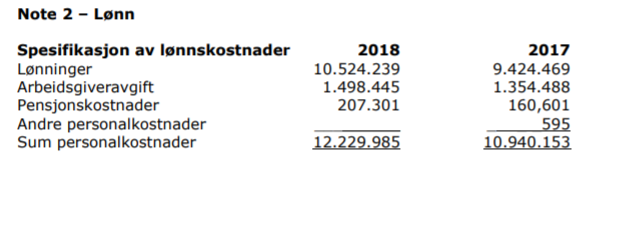 Note 2 – Lønn
Spesifikasjon av lønnskostnader 2018 2017
Lønninger 10.524.239 9.424.469
Arbeidsgiveravgift 1.498.445 1.354.488
Pensjonskostnader 207.301 160,601
Andre personalkostnader 595
Sum personalkostnader 12.229.985 10.940.153